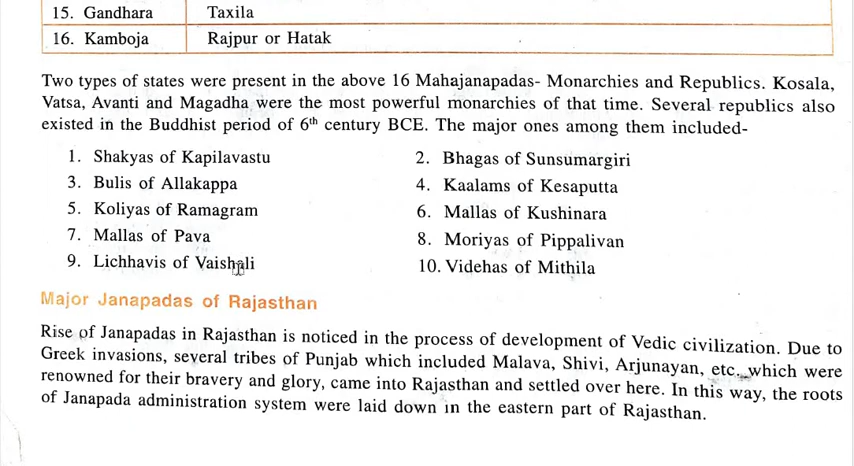 15. Gandhara Taxila
16. Kamboja Rajpur or Hatak
Two types of states were present in the above 16 Mahajanapadas- Monarchies and Republics. Kosala,
Vatsa, Avanti and Magadha were the most powerful monarchies of that time. Several republics also
existed in the Buddhist period of 6th century BCE. The major ones among them included-
1. Shakyas of Kapilavastu 2. Bhagas of Sunsumargiri
3. Bulis of Allakappa 4. Kaalams of Kesaputta
5. Koliyas of Ramagram 6. Mallas of Kushinara
7. Mallas of Pava 8. Moriyas of Pippalivan
9. Lichhavis of Vaishali 10. Videhas of Mithila
Major Janapadas of Rajasthan
Rise of Janapadas in Rajasthan is noticed in the process of development of Vedic civilization. Due to
Greek invasions, several tribes of Punjab which included Malava, Shivi, Arjunayan, etc. which were
renowned for their bravery and glory, came into Rajasthan and settled over here. In this way, the roots
of Janapada administration system were laid down in the eastern part of Rajasthan.